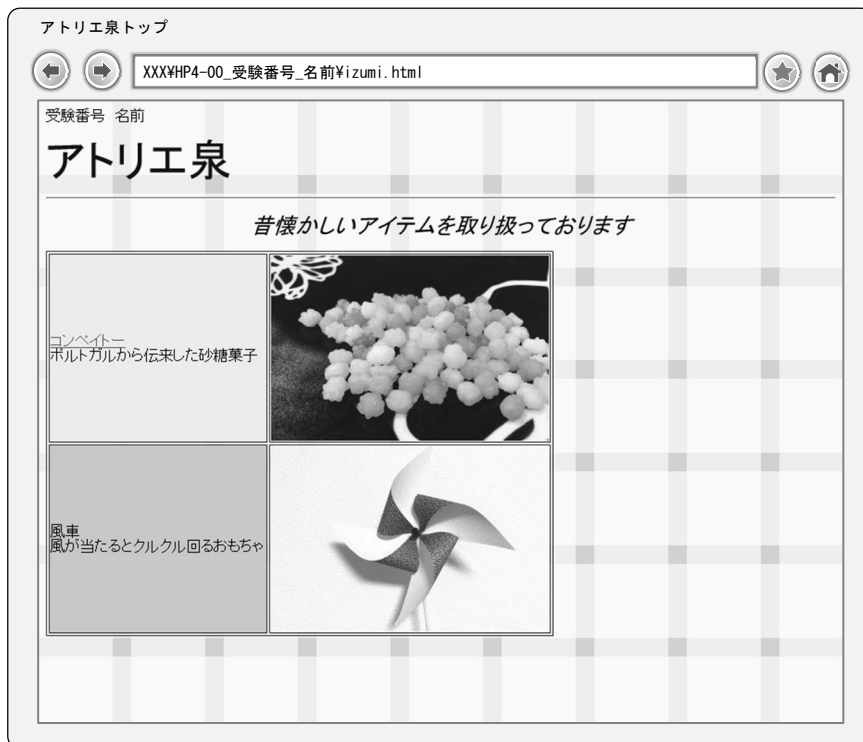 アトリエ泉トップ
XXX¥HP4-00_受験番号_名前¥izumi.html
受験番号 名前
アトリエ泉
昔懐かしいアイテムを取り扱っております
コンペイトー
ポルトガルから伝来した砂糖菓子
風車
風が当たるとクルクル回るおもちゃ